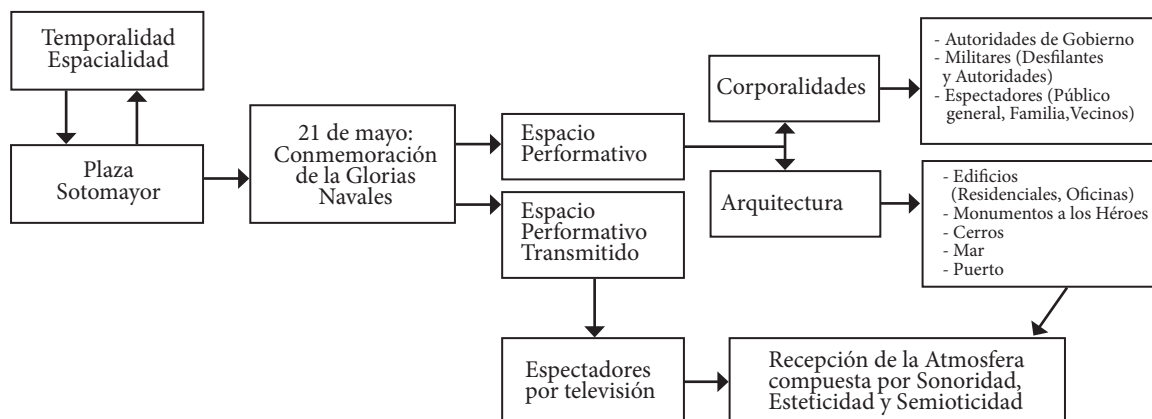 Temporalidad
Espacialidad
Plaza
Sotomayor
21 de mayo:
Conmemoración
de la Glorias
Navales
Espacio
Performativo
Espacio
Performativo
Transmitido
Corporalidades
Arquitectura
- Autoridades de Gobierno
- Militares (Desfilantes
y Autoridades)
- Espectadores (Público
general, Familia,Vecinos)
- Edificios
(Residenciales, Oficinas)
- Monumentos a los Héroes
- Cerros
- Mar
- Puerto
Espectadores
por televisión
Recepción de la Atmosfera
compuesta por Sonoridad,
Esteticidad y Semioticidad